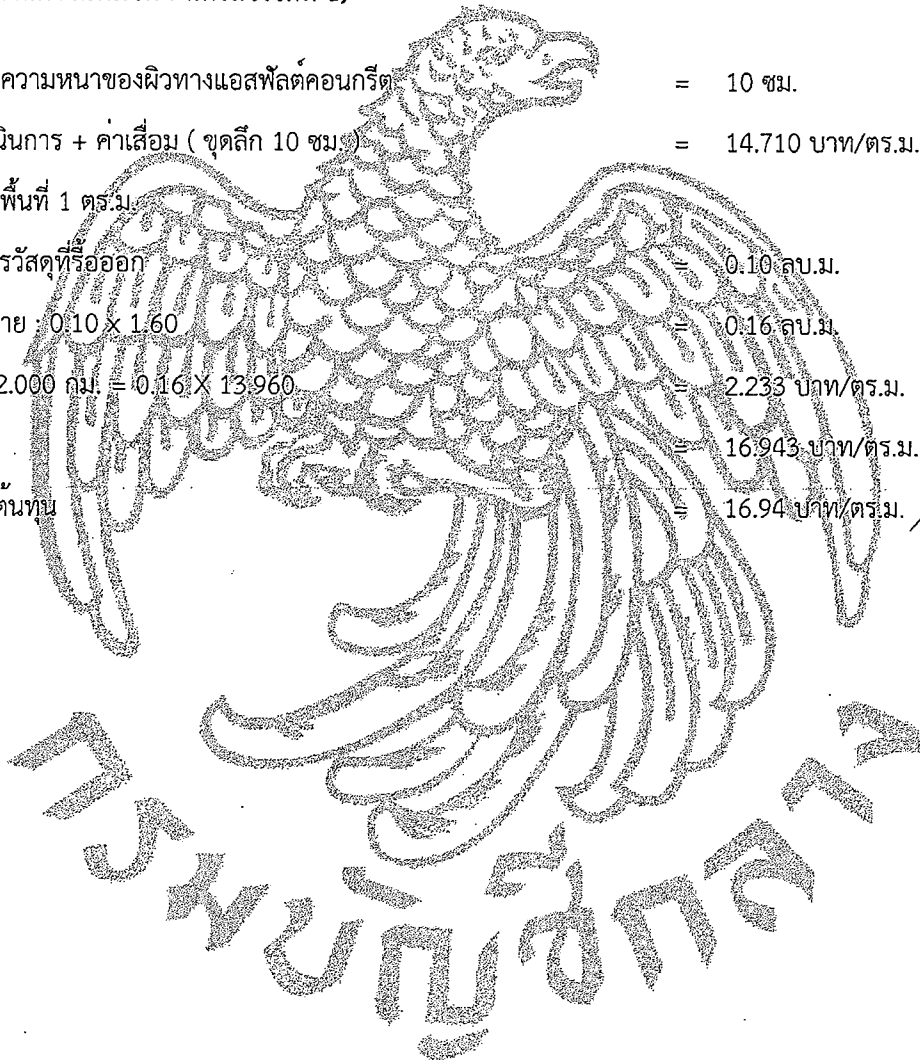 ความหนาของผิวทางแอสฟัลต์คอนกรีต = 10 ซม.
นินการ + ค่าเสื่อม ( ขุดลึก 10 ซม. ) = 14.710 บาท/ตร.ม.
พื้นที่ 1 ตร.ม.
รวัสดุที่รื้อออก = 0.10 ลบ.ม.
าย : 0.10 x 1.60 = 0.16 ลบ.ม.
2.000 กม. = 0.16 X 13.960 = 2.233 บาท/ตร.ม.
= 16.943 บาท/ตร.ม.
ต้นทุน = 16.94 บาท/ตร.ม.
กรมบัญชีกลาง